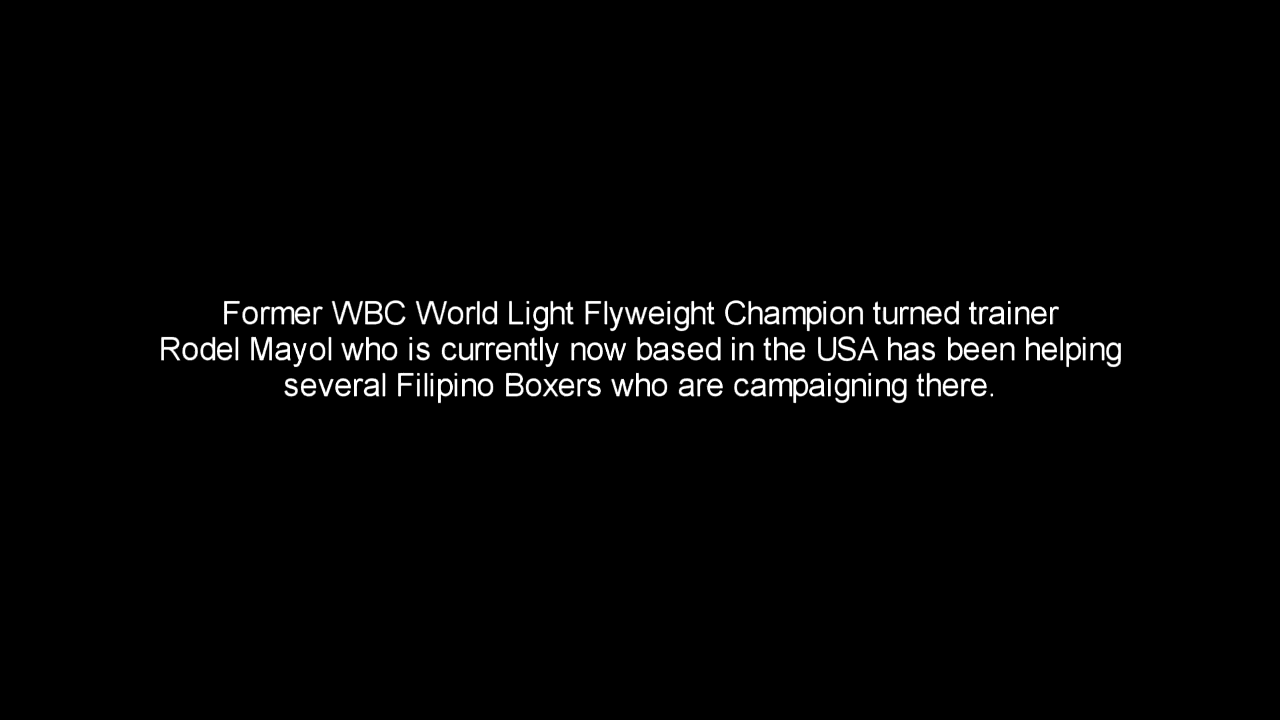 Former WBC World Light Flyweight Champion turned trainer
Rodel Mayol who is currently now based in the USA has been helping
several Filipino Boxers who are campaigning there.